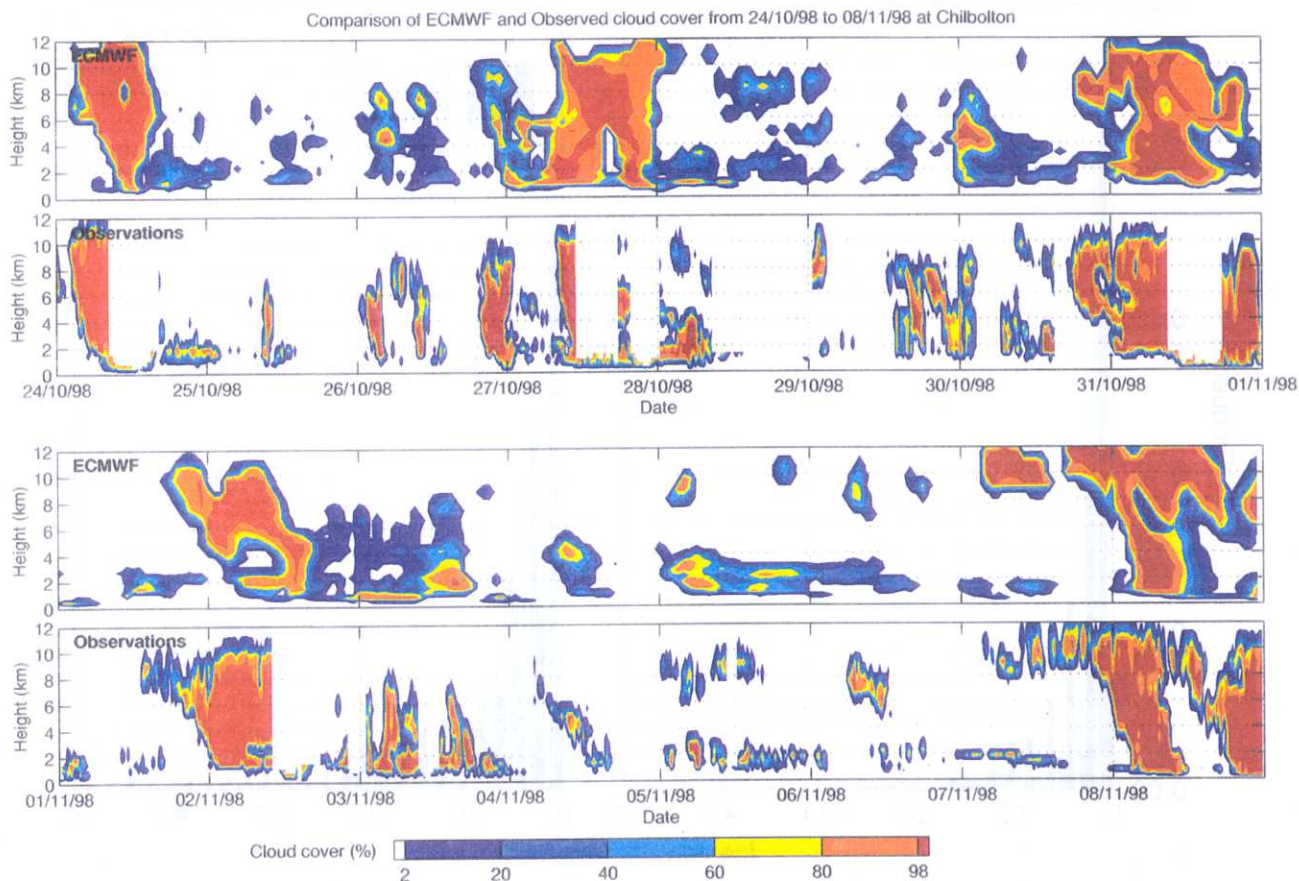 Comparison of ECMWF and Observed cloud cover from 24/10/98 to 08/11/98 at Chilbolton
12
10
8
6
4
2
0
Height (km)
ECMWF
12
10
8
6
4
2
0
Height (km)
Observations
24/10/98 25/10/98 26/10/98 27/10/98 28/10/98 29/10/98 30/10/98 31/10/98 01/11/98
Date
12
10
8
6
4
2
0
Height (km)
ECMWF
12
10
8
6
4
2
0
Height (km)
Observations
01/11/98 02/11/98 03/11/98 04/11/98 05/11/98 06/11/98 07/11/98 08/11/98
Date
Cloud cover (%)
2 20 40 60 80 98